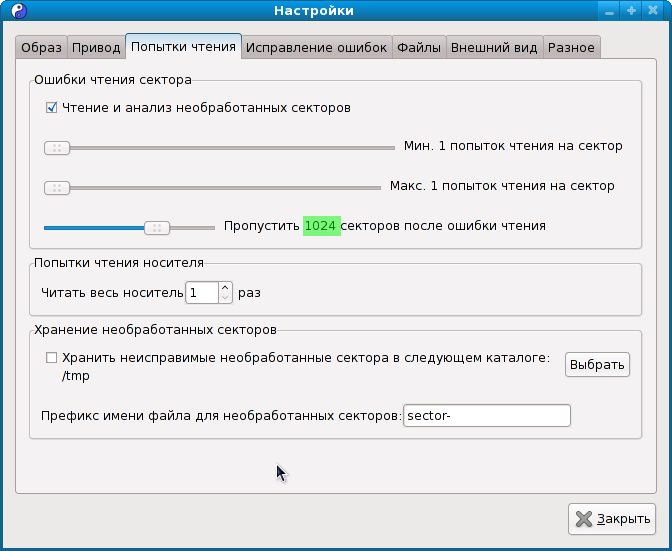 Настройки
Образ Привод Попытки чтения Исправление ошибок Файлы Внешний вид Разное
Ошибки чтения сектора
Чтение и анализ необработанных секторов
Мин. 1 попыток чтения на сектор
Макс. 1 попыток чтения на сектор
Пропустить 1024 секторов после ошибки чтения
Попытки чтения носителя
Читать весь носитель 1 раз
Хранение необработанных секторов
Хранить неисправимые необработанные сектора в следующем каталоге:
/tmp
Выбрать
Префикс имени файла для необработанных секторов: sector-
Закрыть